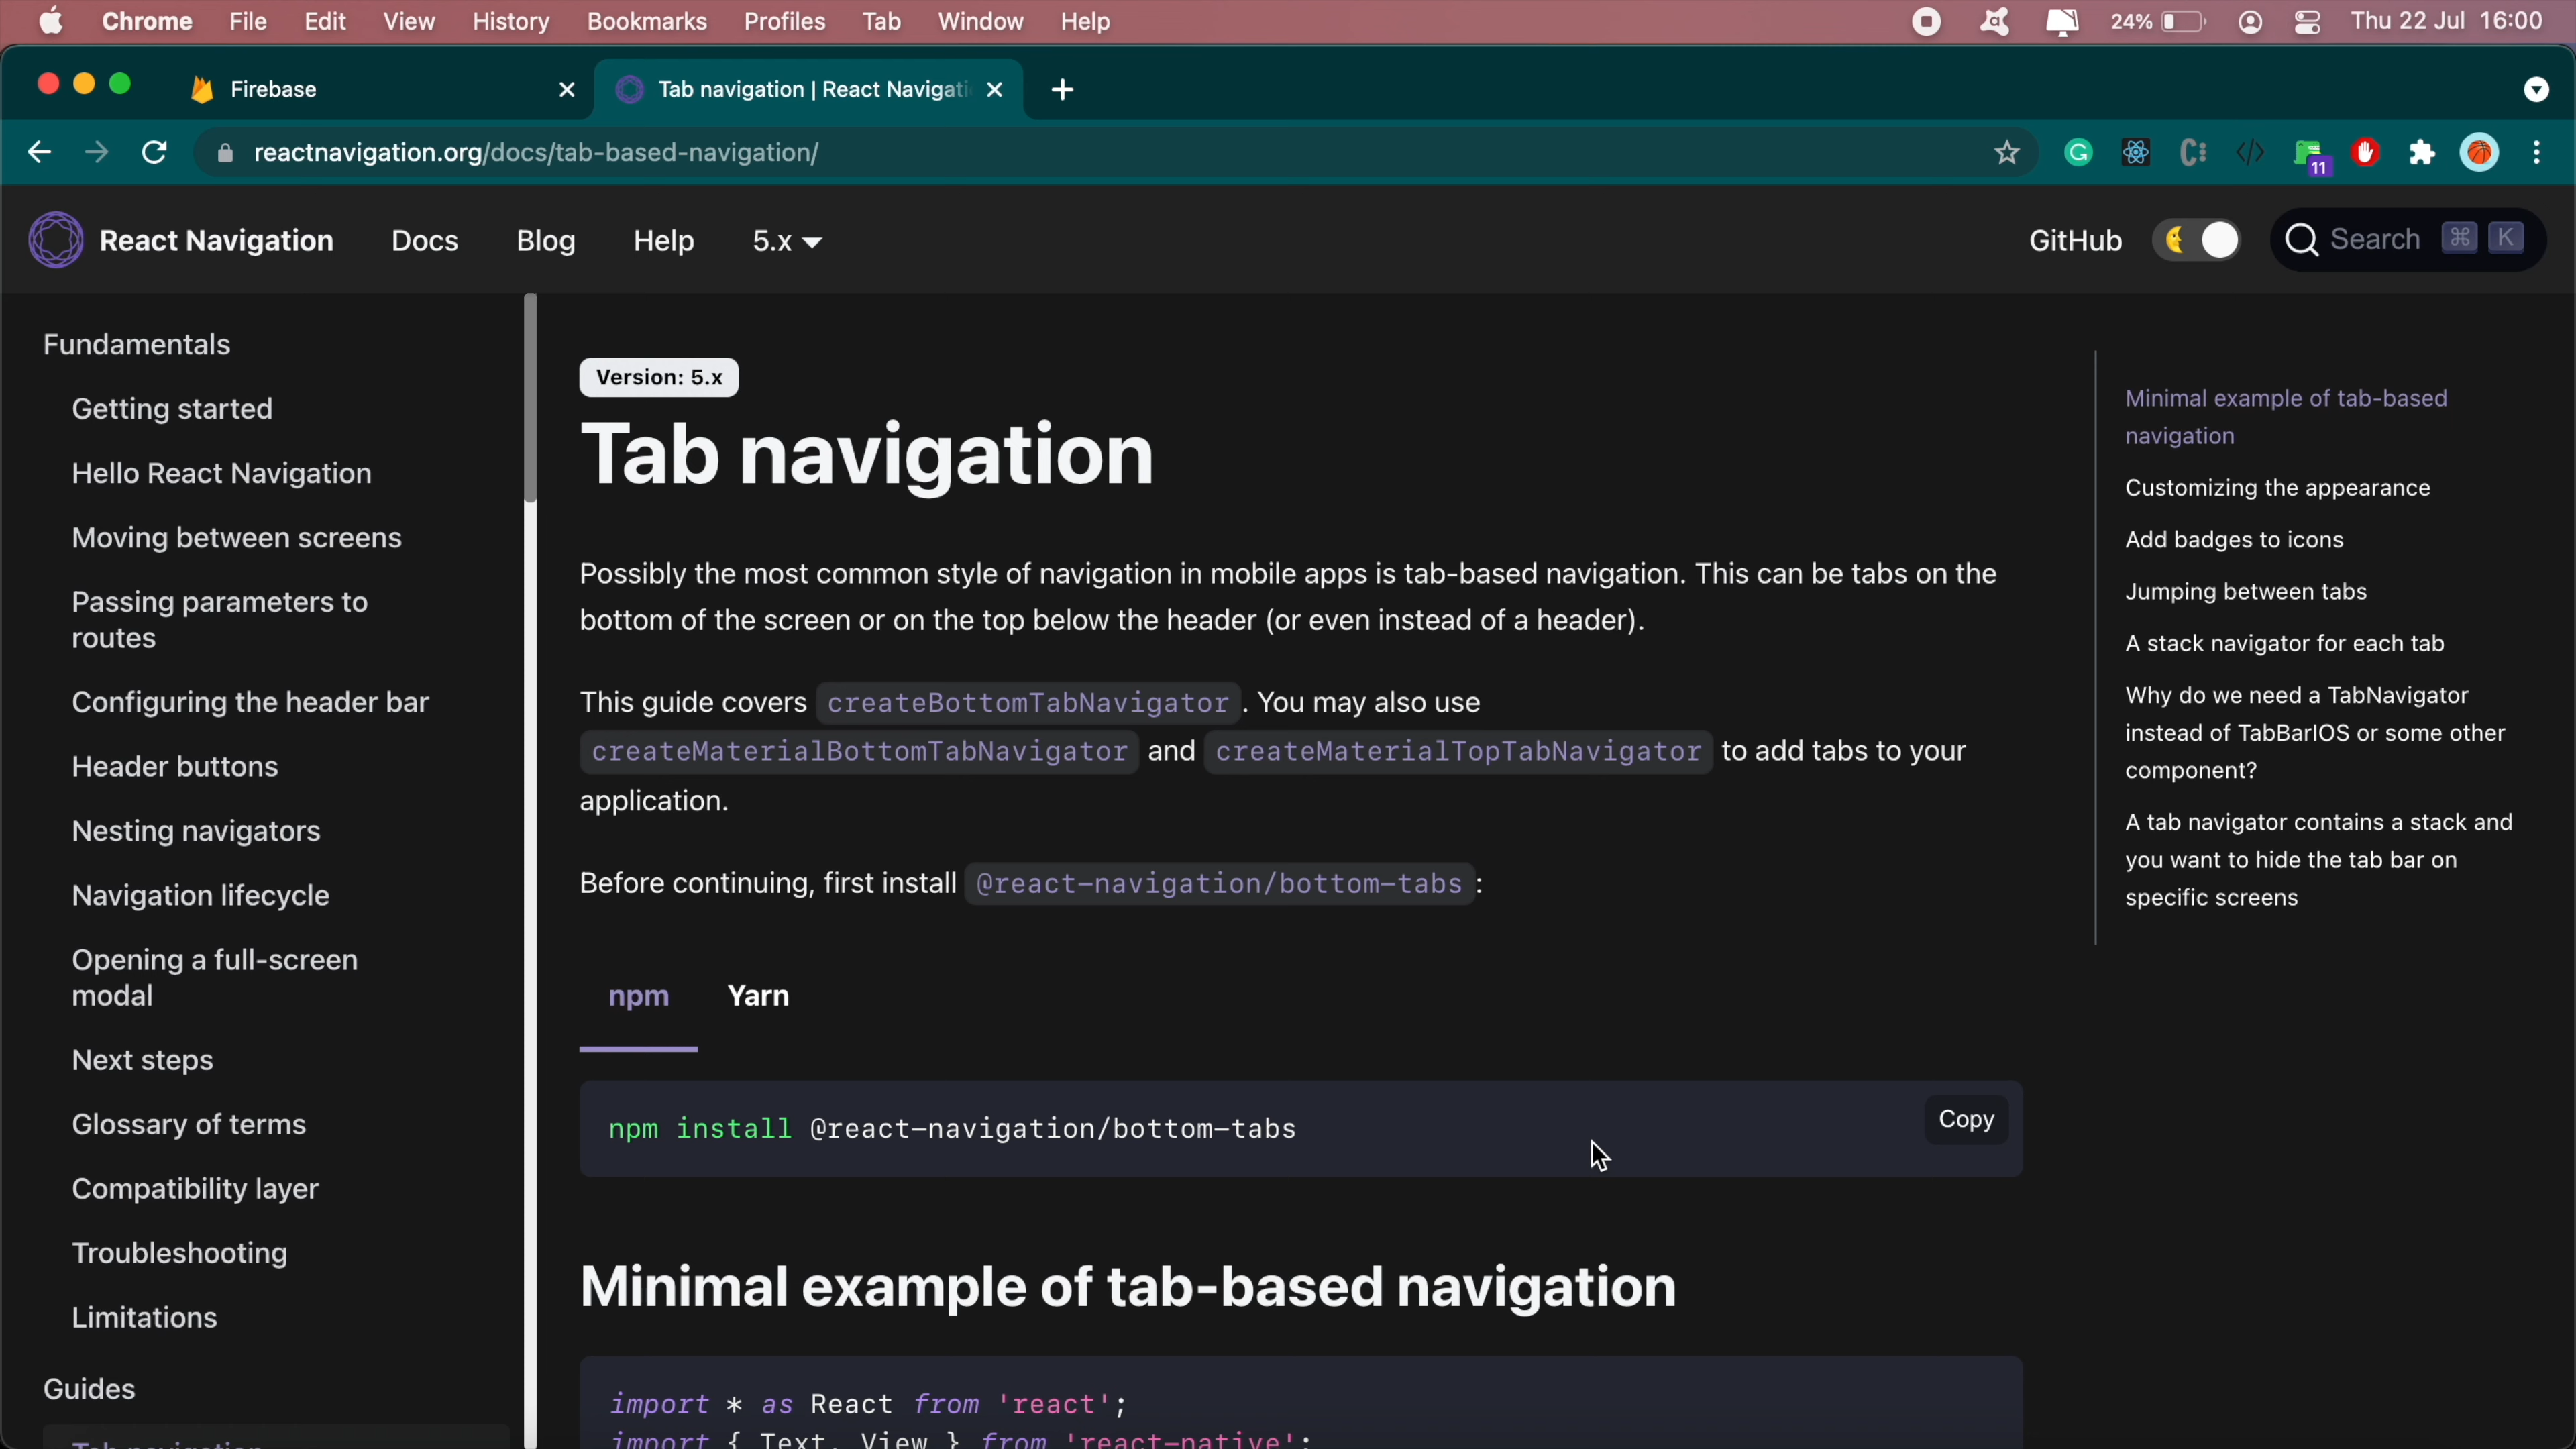 Chrome File Edit View History Bookmarks Profiles Tab Window Help 24% Thu 22 Jul 16:00
Firebase Tab navigation | React Navigati
reactnavigation.org/docs/tab-based-navigation/ 11
React Navigation Docs Blog Help 5.x GitHub Search ⌘ K
Fundamentals
Getting started
Hello React Navigation
Moving between screens
Passing parameters to
routes
Configuring the header bar
Header buttons
Nesting navigators
Navigation lifecycle
Opening a full-screen
modal
Next steps
Glossary of terms
Compatibility layer
Troubleshooting
Limitations
Guides
Tab navigation
Version: 5.x
Tab navigation
Possibly the most common style of navigation in mobile apps is tab-based navigation. This can be tabs on the
bottom of the screen or on the top below the header (or even instead of a header).
This guide covers createBottomTabNavigator. You may also use
createMaterialBottomTabNavigator and createMaterialTopTabNavigator to add tabs to your
application.
Before continuing, first install @react-navigation/bottom-tabs:
npm Yarn
npm install @react-navigation/bottom-tabs
Copy
Minimal example of tab-based navigation
import * as React from 'react';
import { Text, View } from 'react-native';
Minimal example of tab-based
navigation
Customizing the appearance
Add badges to icons
Jumping between tabs
A stack navigator for each tab
Why do we need a TabNavigator
instead of TabBarIOS or some other
component?
A tab navigator contains a stack and
you want to hide the tab bar on
specific screens